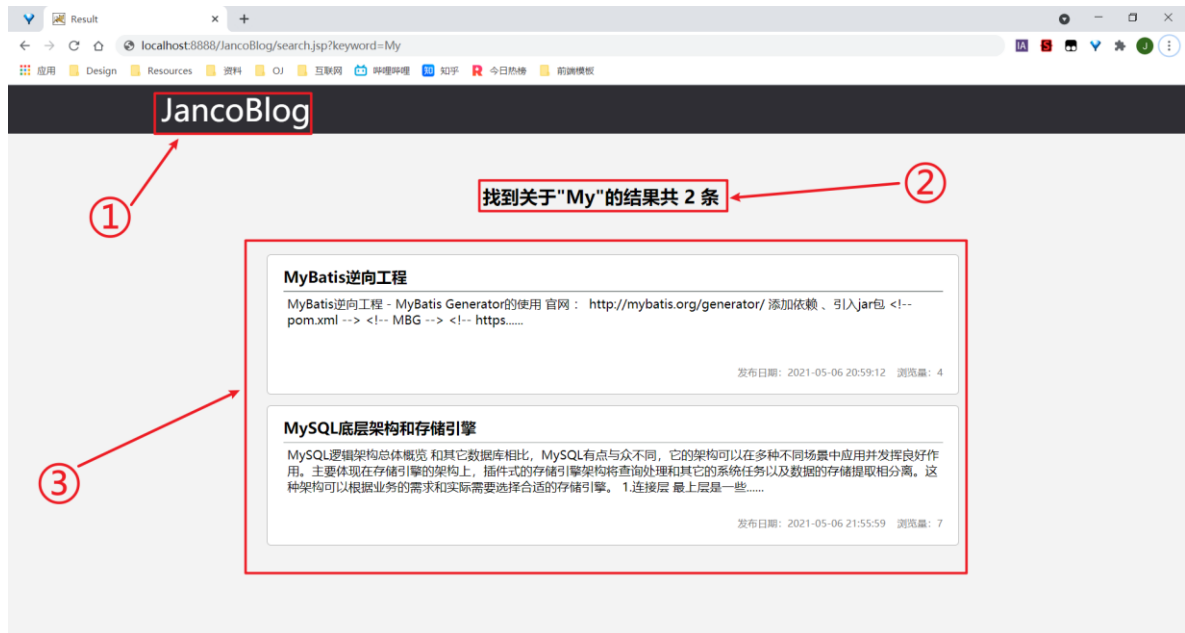 Result
localhost:8888/JancoBlog/search.jsp?keyword=My
IA S J
应用 Design Resources 资料 OJ 互联网 哔哩哔哩 知 知乎 R 今日热榜 前端模板
JancoBlog
①
找到关于"My"的结果共 2 条
②
③
MyBatis逆向工程
MyBatis逆向工程 - MyBatis Generator的使用 官网 : http://mybatis.org/generator/ 添加依赖 、引入jar包 <!--
pom.xml --> <!-- MBG --> <!-- https......
发布日期: 2021-05-06 20:59:12 浏览量: 4
MySQL底层架构和存储引擎
MySQL逻辑架构总体概览 和其它数据库相比，MySQL有点与众不同，它的架构可以在多种不同场景中应用并发挥良好作
用。主要体现在存储引擎的架构上，插件式的存储引擎架构将查询处理和其它的系统任务以及数据的存储提取相分离。这
种架构可以根据业务的需求和实际需要选择合适的存储引擎。 1.连接层 最上层是一些......
发布日期: 2021-05-06 21:55:59 浏览量: 7